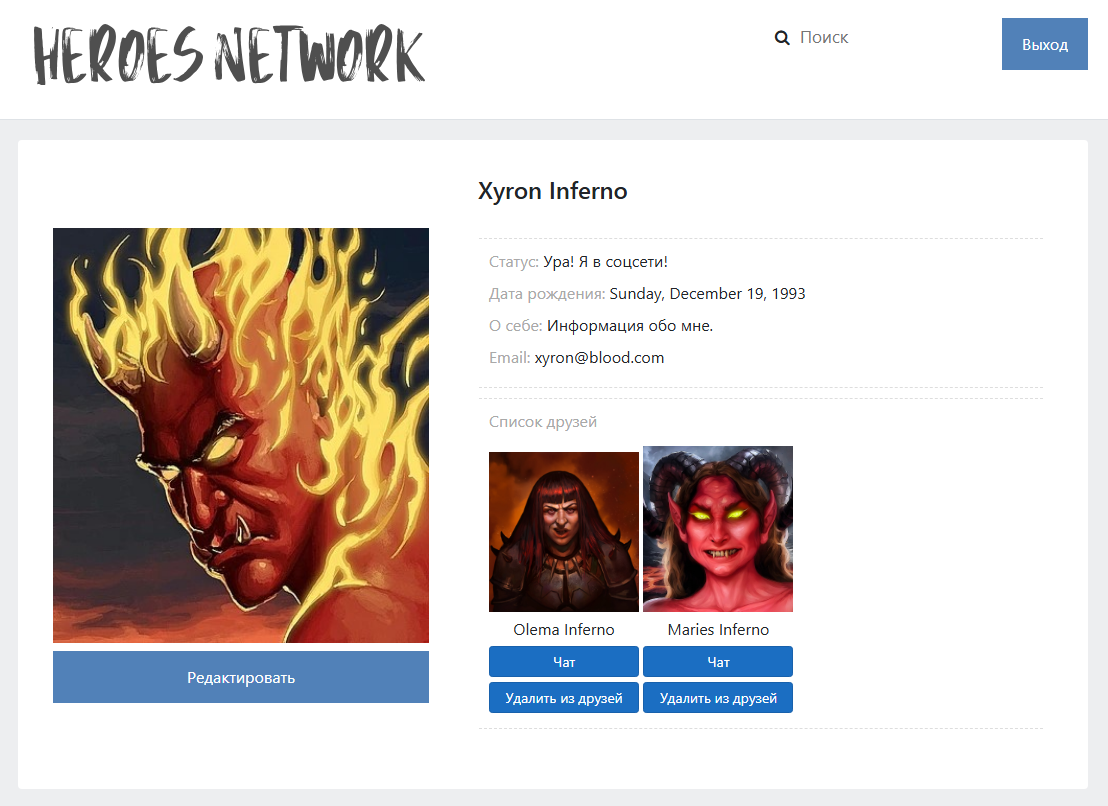 HEROES NETWORK
Поиск
Выход
Xyron Inferno
Статус: Ура! Я в соцсети!
Дата рождения: Sunday, December 19, 1993
О себе: Информация обо мне.
Email: xyron@blood.com
Редактировать
Список друзей
Olema Inferno
Maries Inferno
Чат
Чат
Удалить из друзей
Удалить из друзей